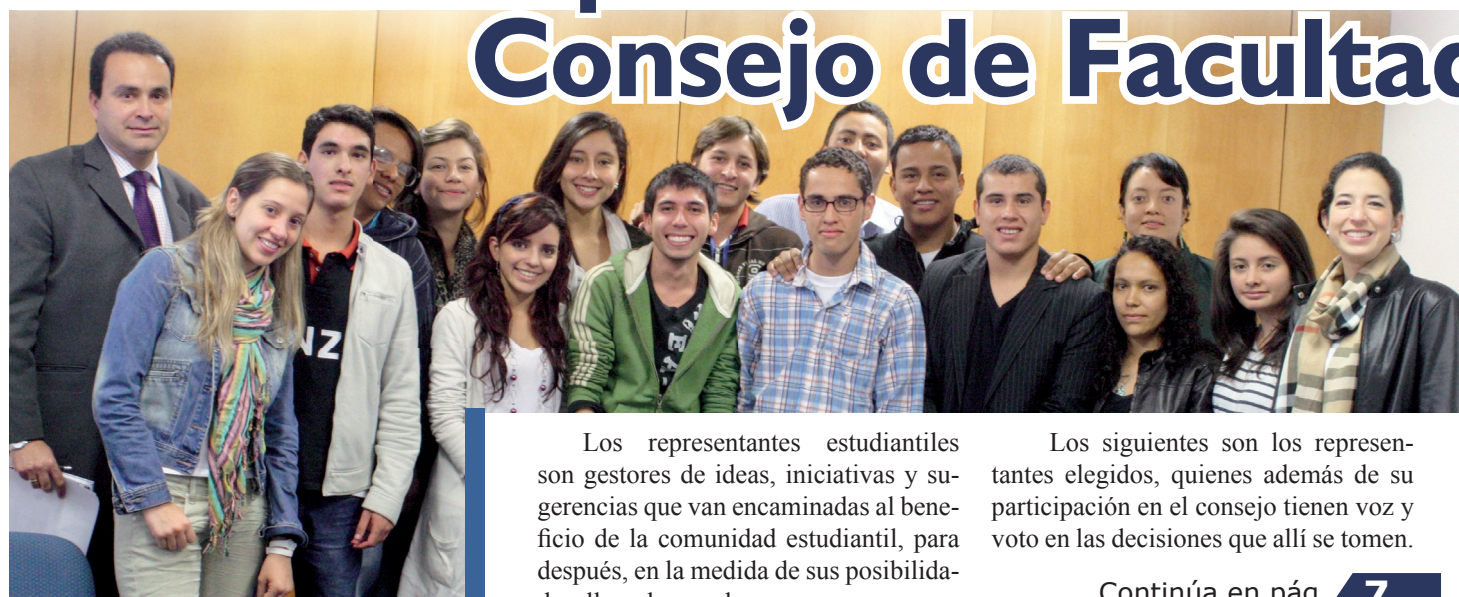 Consejo de Faculta
NZ
Los representantes estudiantiles
son gestores de ideas, iniciativas y su-
gerencias que van encaminadas al bene-
ficio de la comunidad estudiantil, para
después, en la medida de sus posibilida-
Los siguientes son los represen-
tantes elegidos, quienes además de su
participación en el consejo tienen voz y
voto en las decisiones que allí se tomen.
Continúa en pág. 7